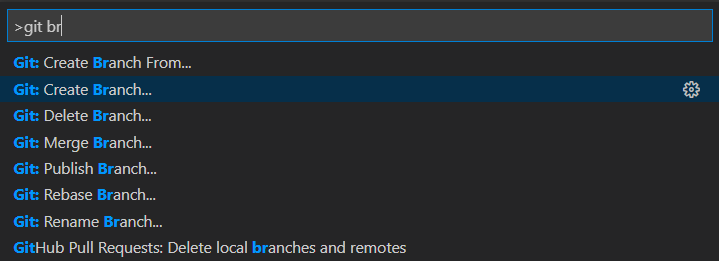 >git br
Git: Create Branch From...
Git: Create Branch...
Git: Delete Branch...
Git: Merge Branch...
Git: Publish Branch...
Git: Rebase Branch...
Git: Rename Branch...
GitHub Pull Requests: Delete local branches and remotes